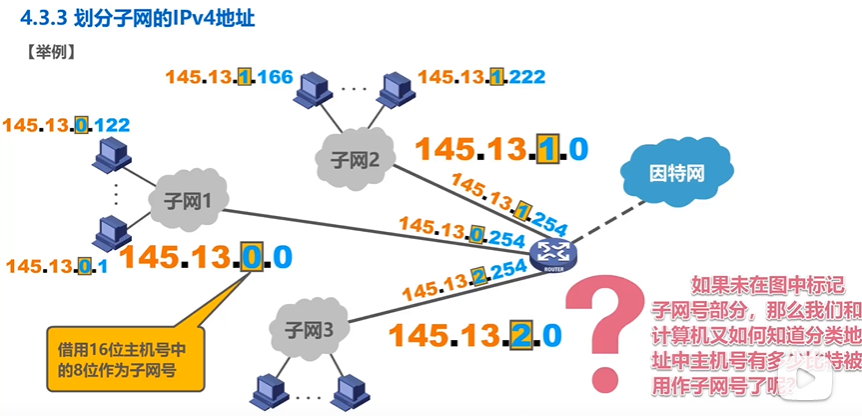 4.3.3 划分子网的IPv4地址
【举例】
145.13.1.166
145.13.1.222
145.13.0.122
子网2
145.13.1.0
因特网
子网1
145.13.1.254
145.13.0.254
145.13.0.1
145.13.0.0
ROUTER
145.13.2.254
子网3
145.13.2.0
借用16位主机号中
的8位作为子网号
?
如果未在图中标记
子网号部分，那么我们和
计算机又如何知道分类地
址中主机号有多少比特被
用作子网号了呢?